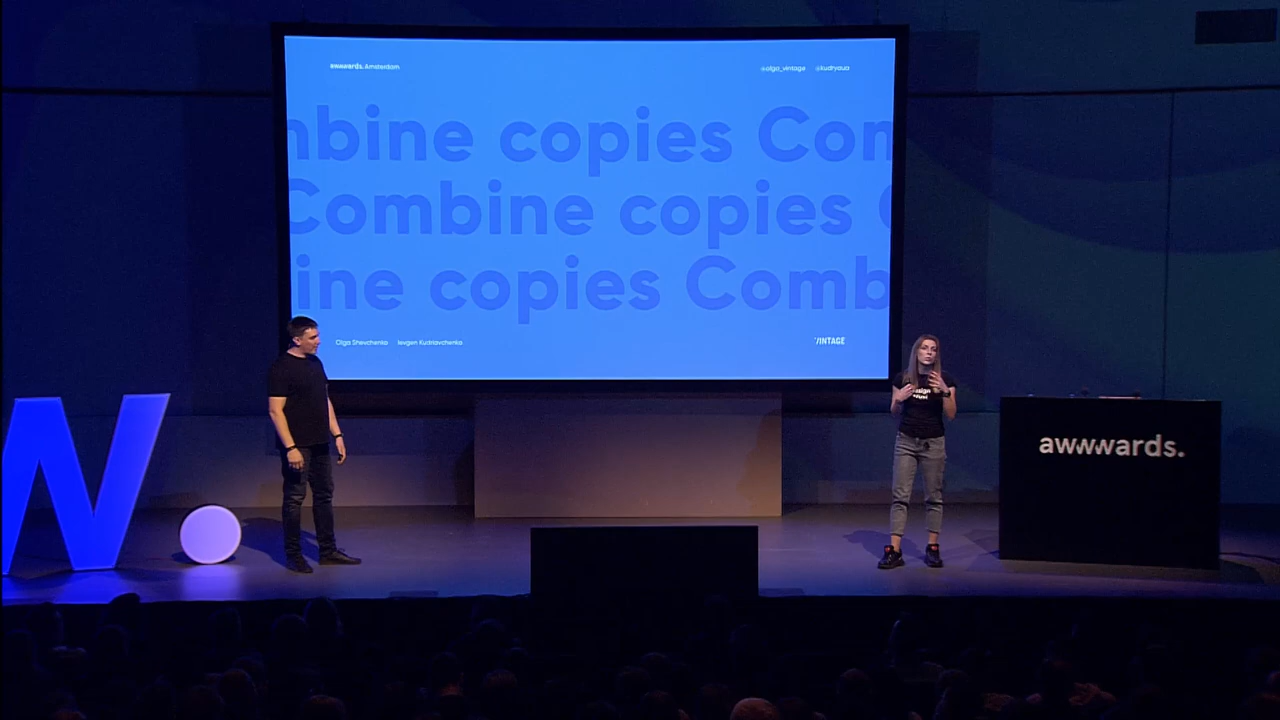 awwwards. Amsterdam
@olga_vintage @kudryaua
mbine copies Com
Combine copies C
ine copies Comb
Olga Shevchenko Ievgen Kudriavchenko
VINTAGE
W.
awwwards.